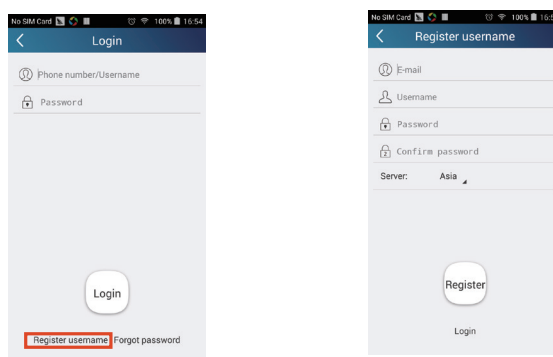 No SIM Card 100% 16:54
Login
Phone number/Username
Password
Login
Register username Forgot password
No SIM Card 100%
Register username
E-mail
Username
Password
Confirm password
Server: Asia
Register
Login